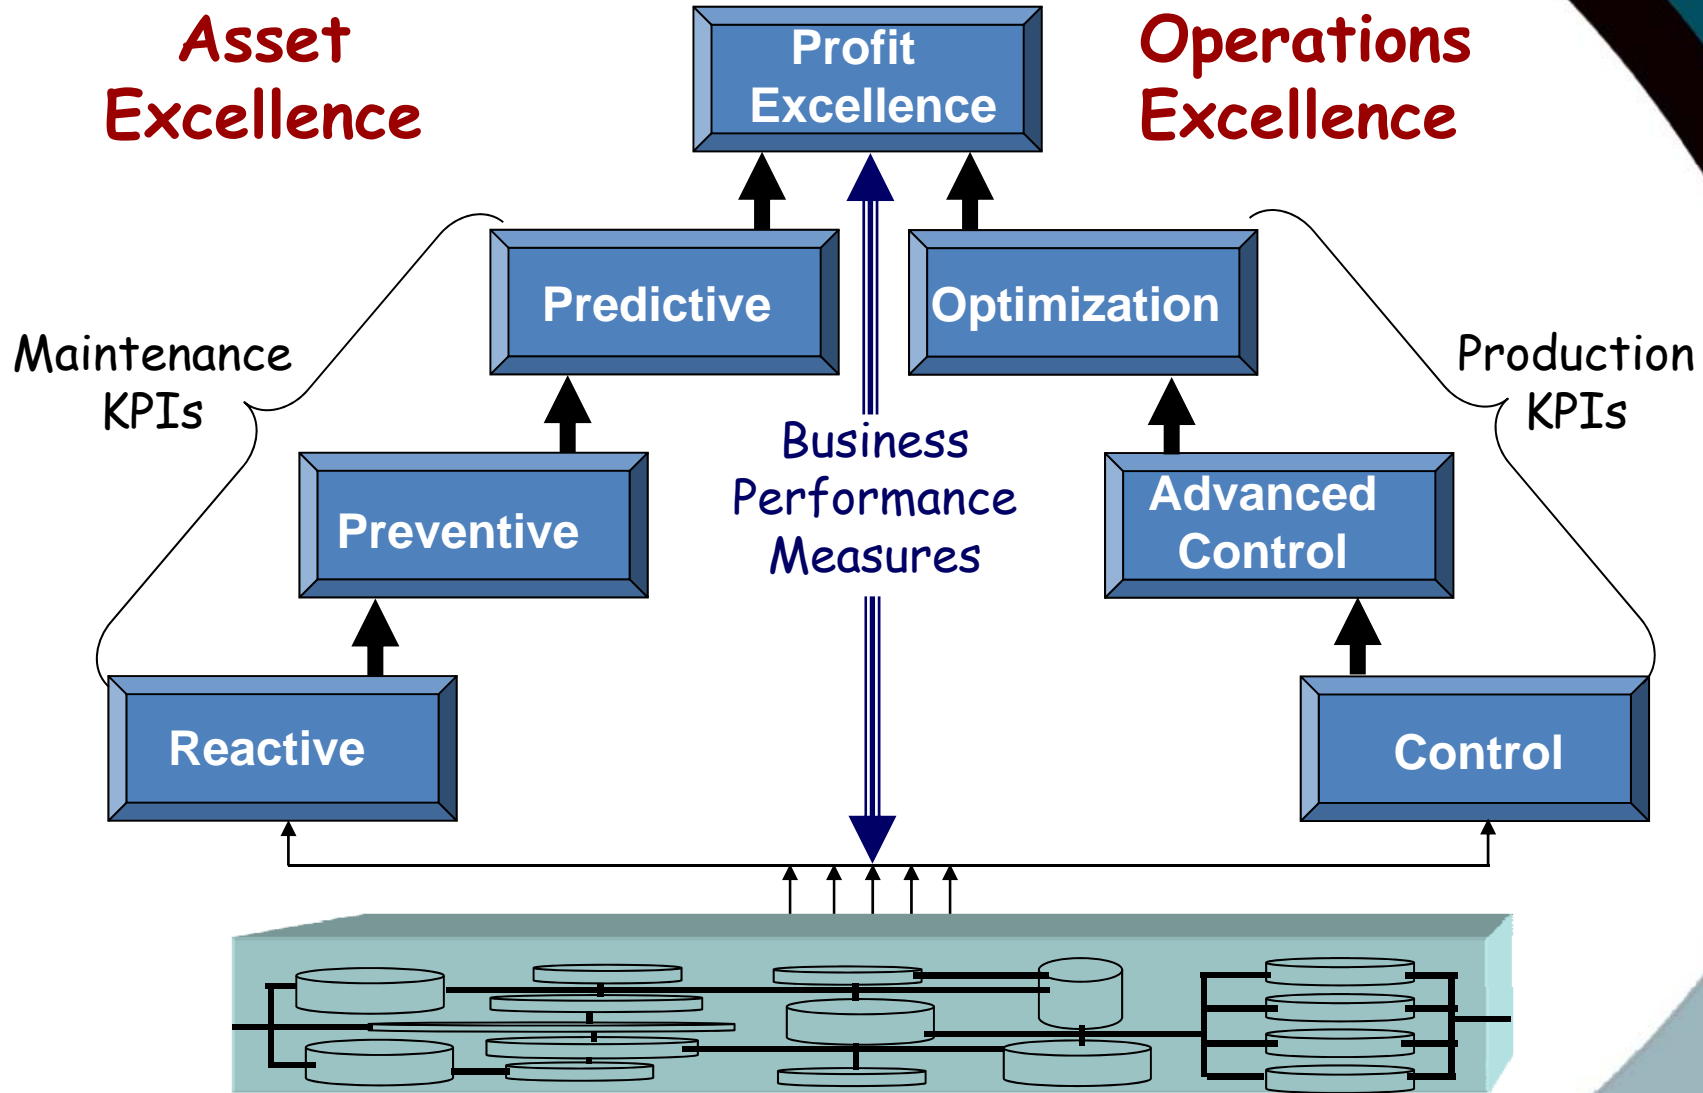 Asset
Excellence
Profit
Excellence
Operations
Excellence
Predictive
Optimization
Maintenance
KPIs
Production
KPIs
Business
Performance
Measures
Preventive
Advanced
Control
Reactive
Control